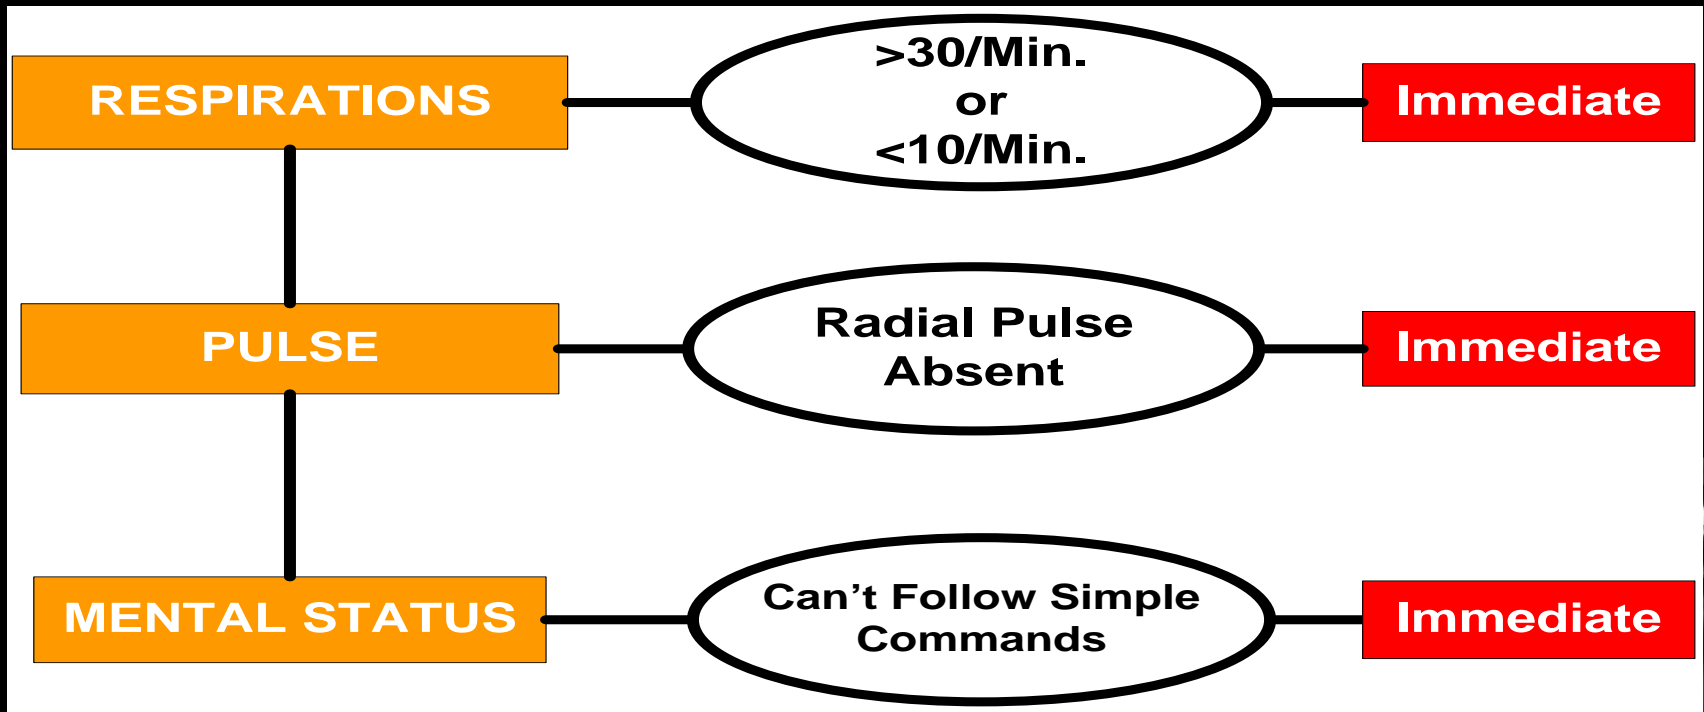 RESPIRATIONS
>30/Min.
or
<10/Min.
Immediate
PULSE
Radial Pulse
Absent
Immediate
MENTAL STATUS
Can’t Follow Simple
Commands
Immediate